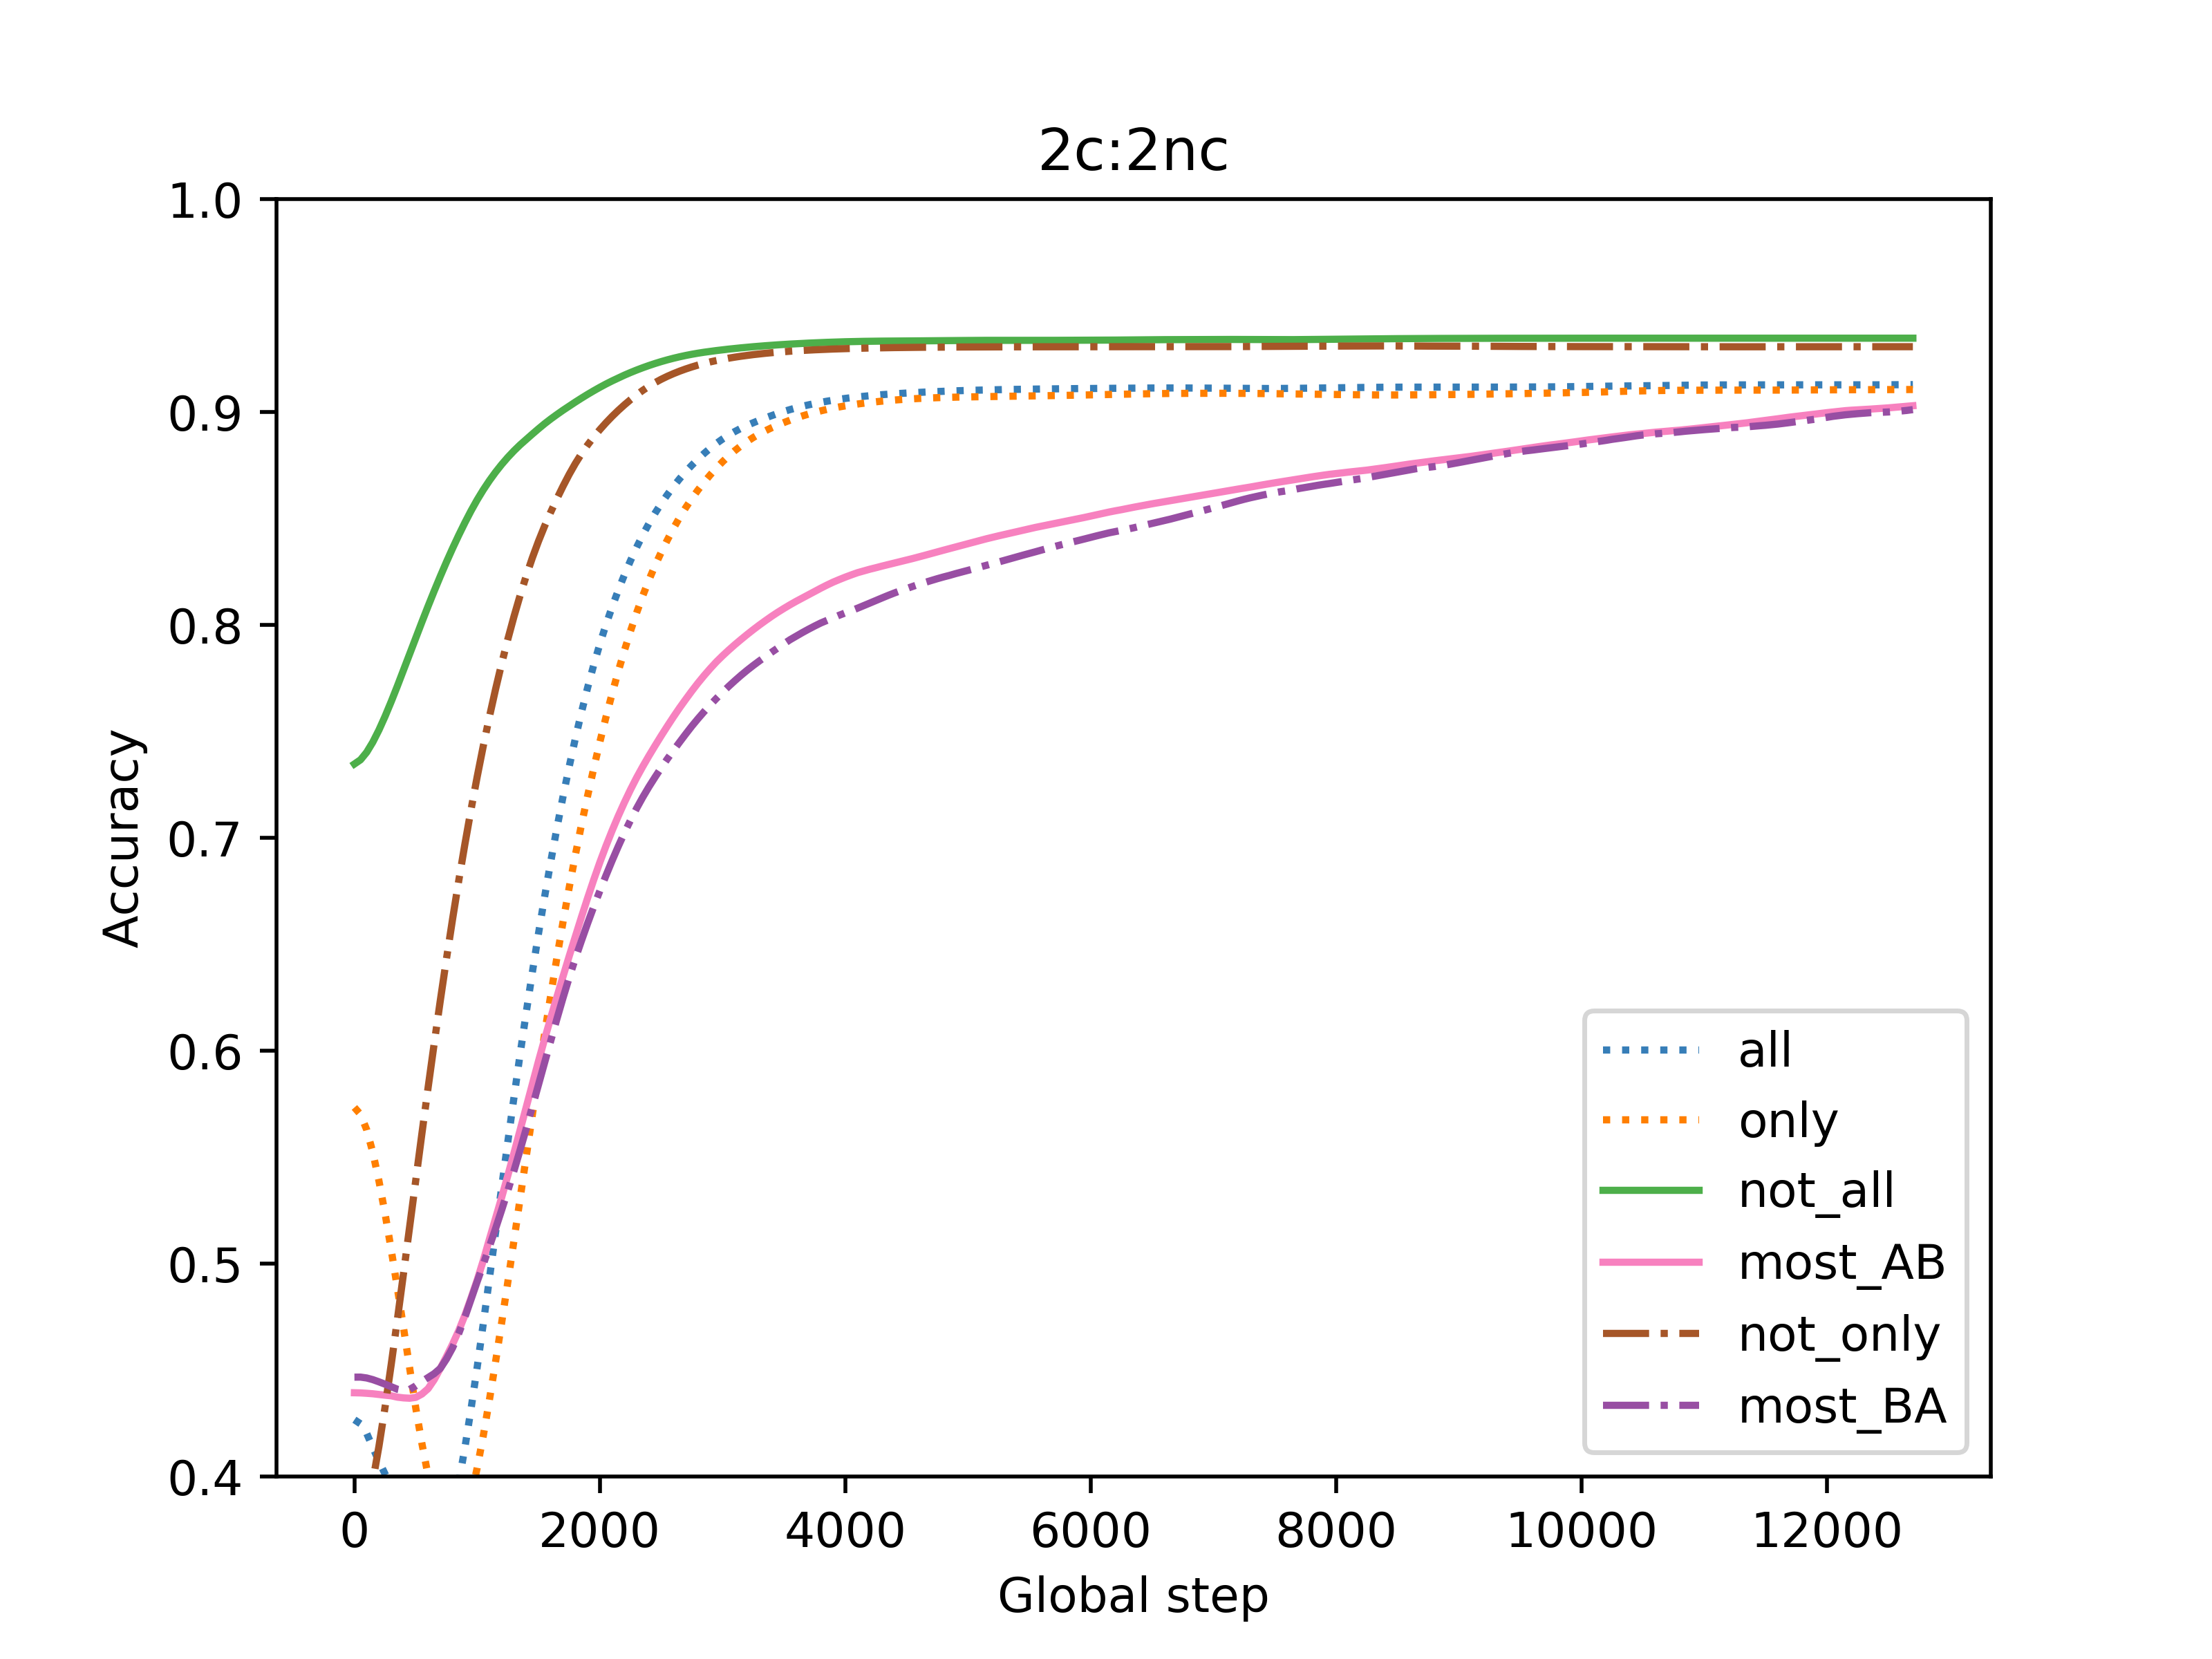 2c:2nc
1.0
0.9
0.8
0.7
0.6
0.5
0.4
Accuracy
0 2000 4000 6000 8000 10000 12000
Global step
all
only
not_all
most_AB
not_only
most_BA